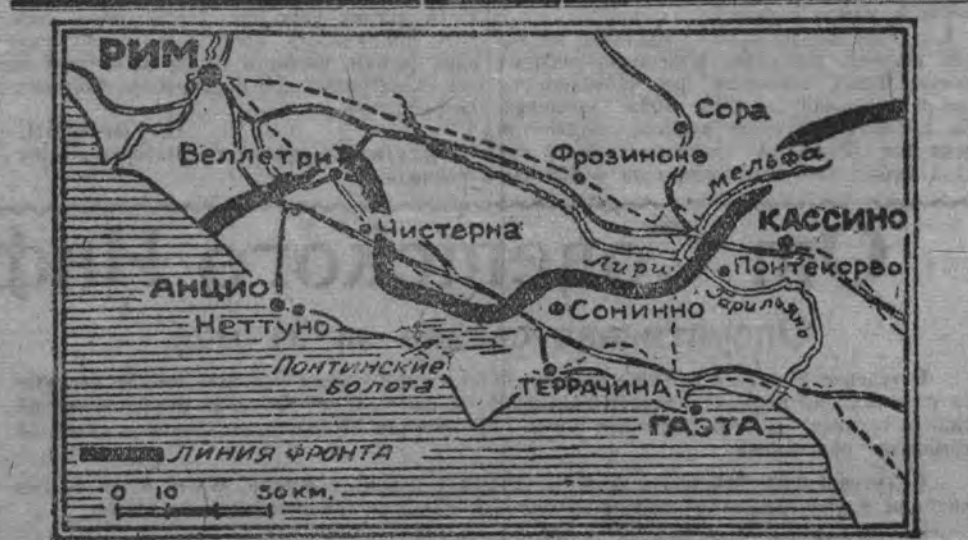 РИМ
Сора
Веллетри
Фрозиноне
мельфа
КАССИНО
Чистерна
Лири
Понтекорво
АНЦИО
Сонинно
Гарильяно
Неттуно
Понтинские
болота
ТЕРРАЧИНА
ГАЭТА
ЛИНИЯ ФРОНТА
0 10 50 км.